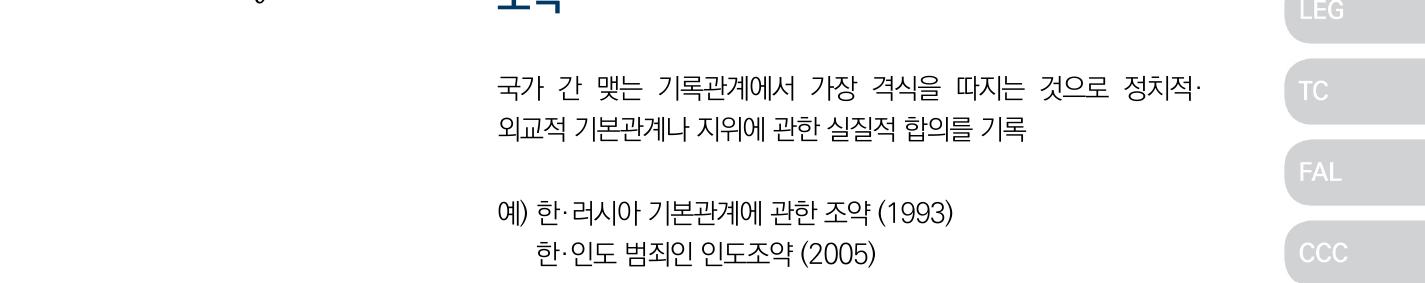 국가 간 맺는 기록관계에서 가장 격식을 따지는 것으로 정치적·
외교적 기본관계나 지위에 관한 실질적 합의를 기록
예) 한·러시아 기본관계에 관한 조약 (1993)
한·인도 범죄인 인도조약 (2005)
LEG
TC
FAL
CCC